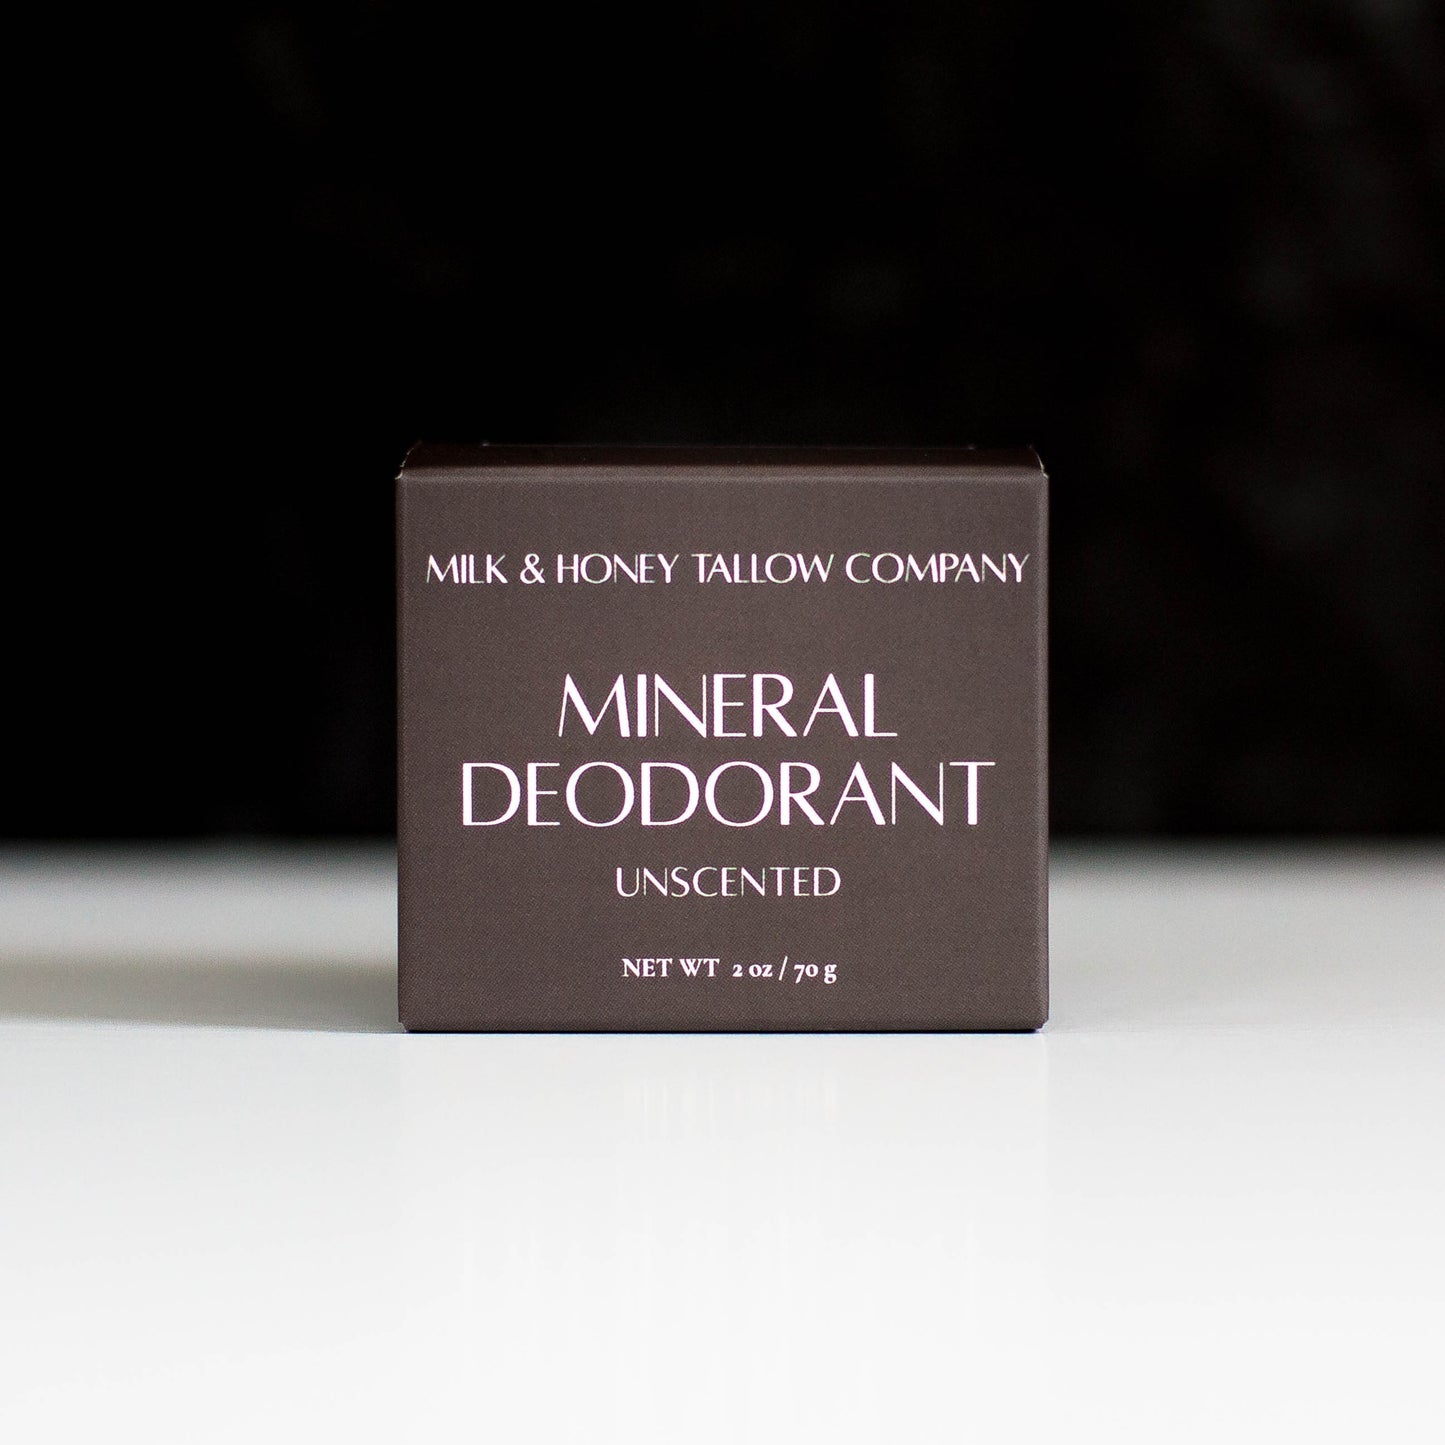 MILK & HONEY TALLOW COMPANY
MINERAL
DEODORANT
UNSCENTED
NET WT 2 oz / 70 g